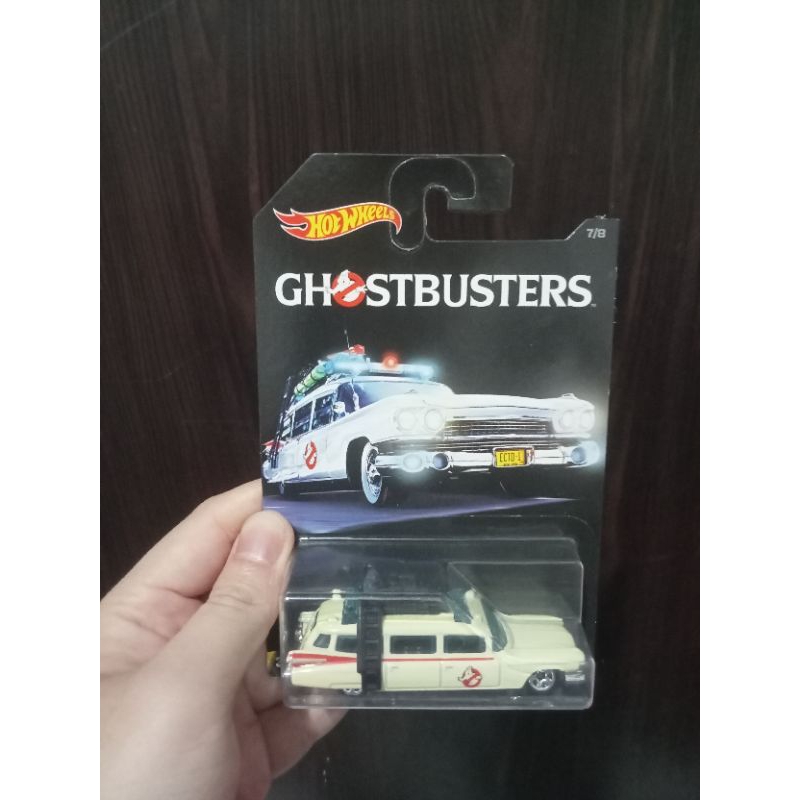 HOT WHEELS
7/8
GHOSTBUSTERS
ECTO-1